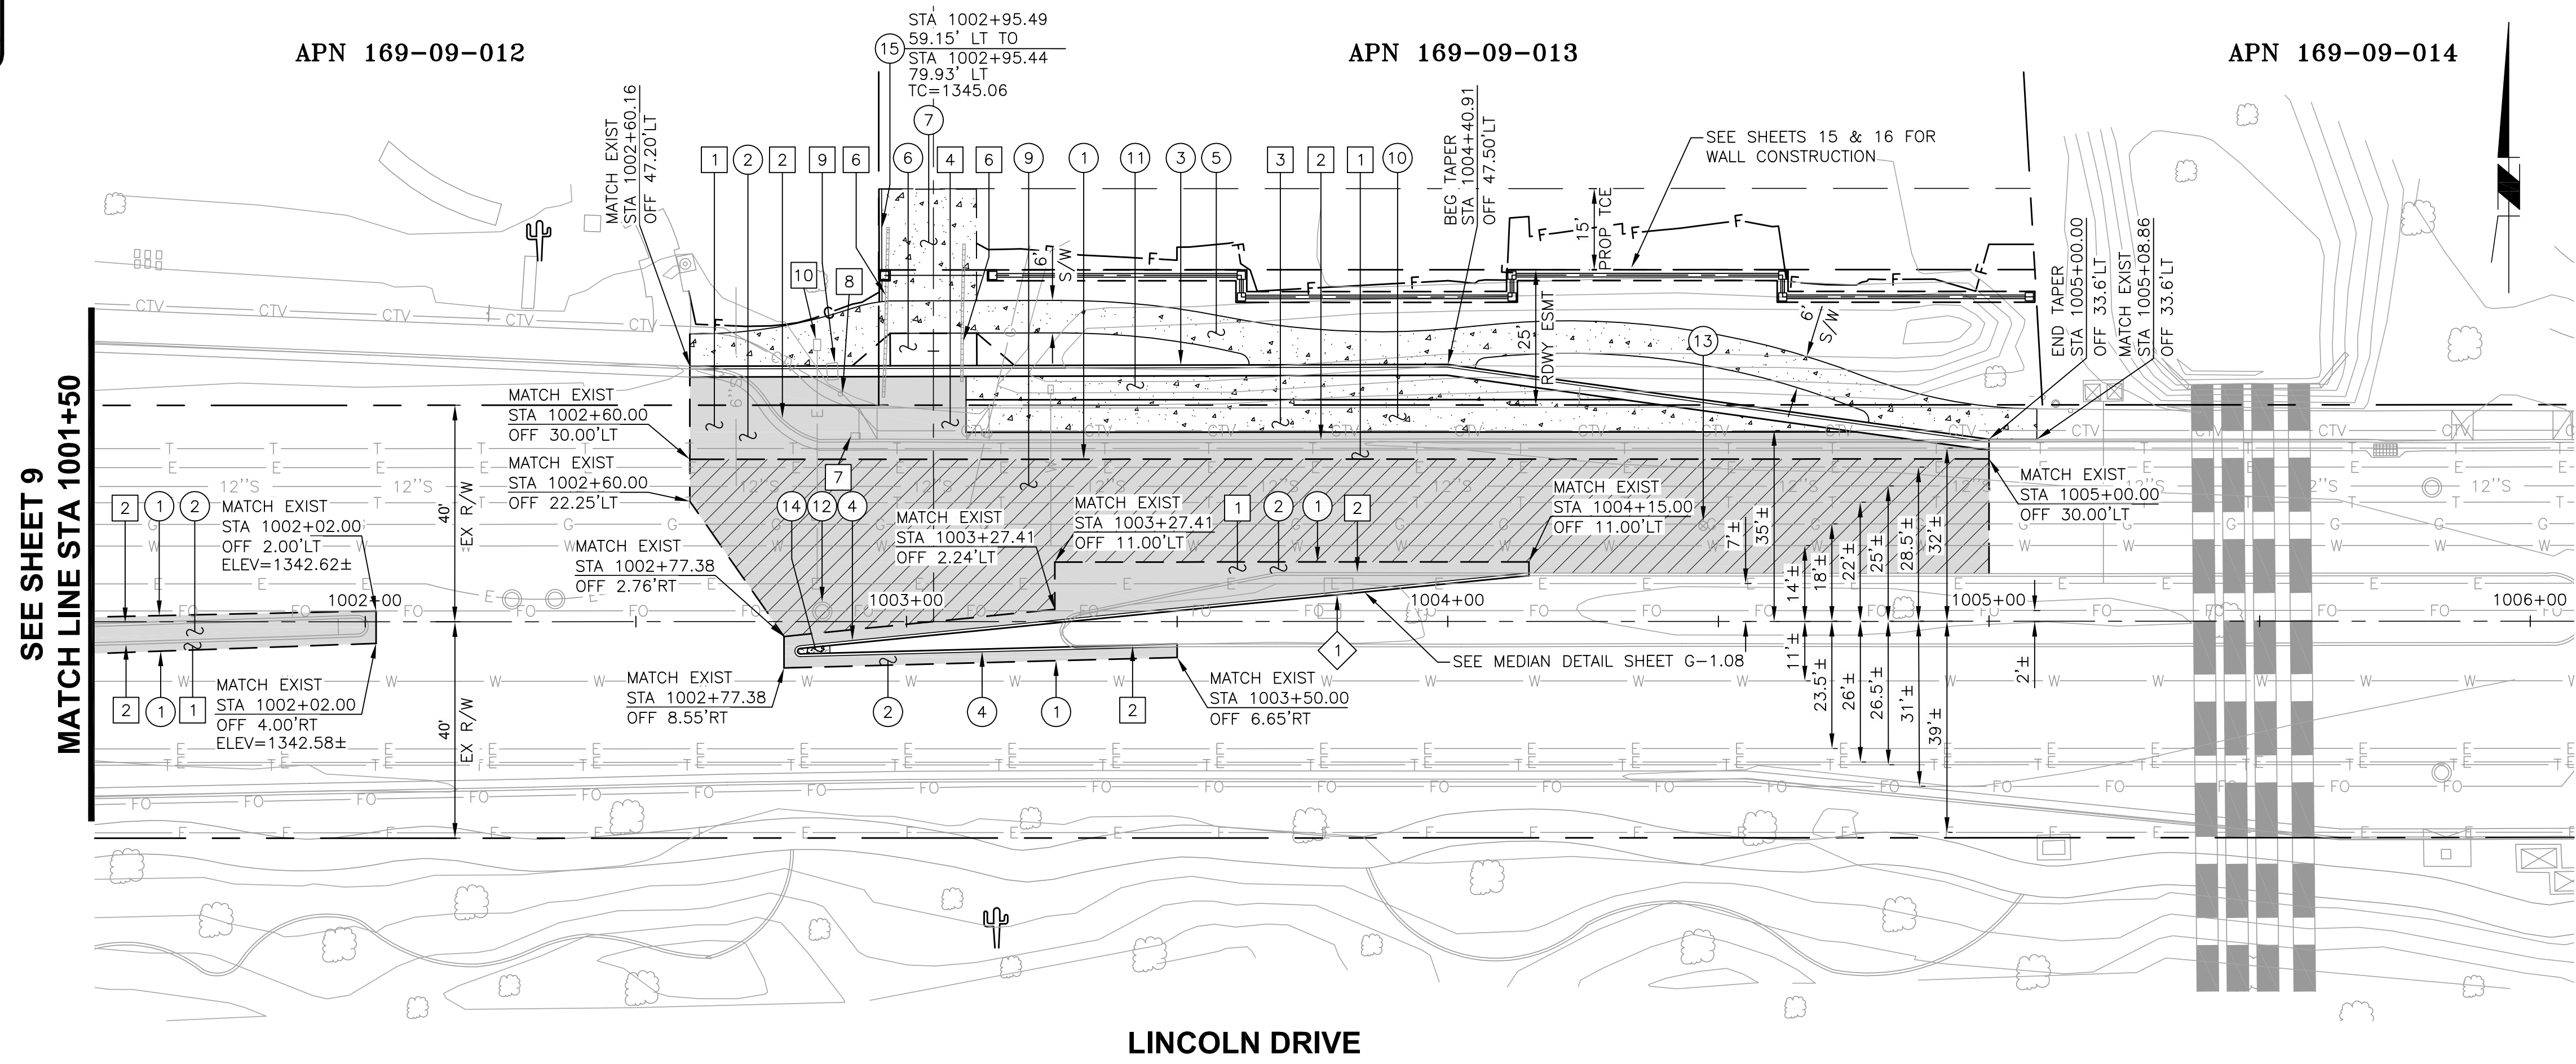 APN 169-09-012
APN 169-09-013
APN 169-09-014
15
STA 1002+95.49
59.15' LT TO
STA 1002+95.44
79.93' LT
TC=1345.06
7
MATCH EXIST
STA 1002+60.16
OFF 47.20'LT
1
2
2
9
6
6
4
6
9
1
11
3
5
3
2
1
10
BEG TAPER
STA 1004+40.91
OFF 47.50'LT
SEE SHEETS 15 & 16 FOR
WALL CONSTRUCTION
15'
PROP TCE
6'
S/W
10
8
25'
RDWY ESMT
13
6'
S/W
END TAPER
STA 1005+00.00
OFF 33.6'LT
MATCH EXIST
STA 1005+08.86
OFF 33.6'LT
SEE SHEET 9
MATCH LINE STA 1001+50
MATCH EXIST
STA 1002+60.00
OFF 30.00'LT
MATCH EXIST
STA 1002+60.00
OFF 22.25'LT
40'
EX R/W
2
1
2
MATCH EXIST
STA 1002+02.00
OFF 2.00'LT
ELEV=1342.62±
7
14
12
4
MATCH EXIST
STA 1002+77.38
OFF 2.76'RT
MATCH EXIST
STA 1003+27.41
OFF 2.24'LT
MATCH EXIST
STA 1003+27.41
OFF 11.00'LT
1
2
1
2
MATCH EXIST
STA 1004+15.00
OFF 11.00'LT
7'±
35'±
14'±
18'±
22'±
25'±
28.5'±
32'±
MATCH EXIST
STA 1005+00.00
OFF 30.00'LT
1002+00
1003+00
1004+00
1005+00
1006+00
2
1
1
MATCH EXIST
STA 1002+02.00
OFF 4.00'RT
ELEV=1342.58±
40'
EX R/W
MATCH EXIST
STA 1002+77.38
OFF 8.55'RT
2
4
1
2
MATCH EXIST
STA 1003+50.00
OFF 6.65'RT
1
SEE MEDIAN DETAIL SHEET G-1.08
11'±
23.5'±
26'±
26.5'±
31'±
39'±
2'±
LINCOLN DRIVE